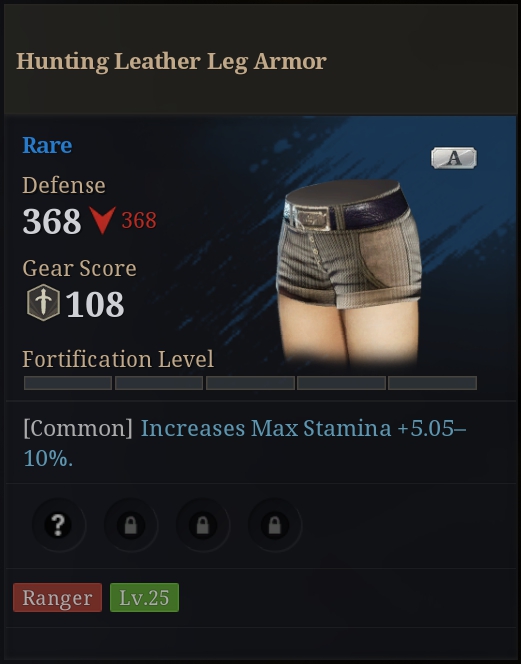 Hunting Leather Leg Armor
Rare
A
Defense
368 368
Gear Score
108
Fortification Level
[Common] Increases Max Stamina +5.05–
10%.
?
Ranger Lv.25